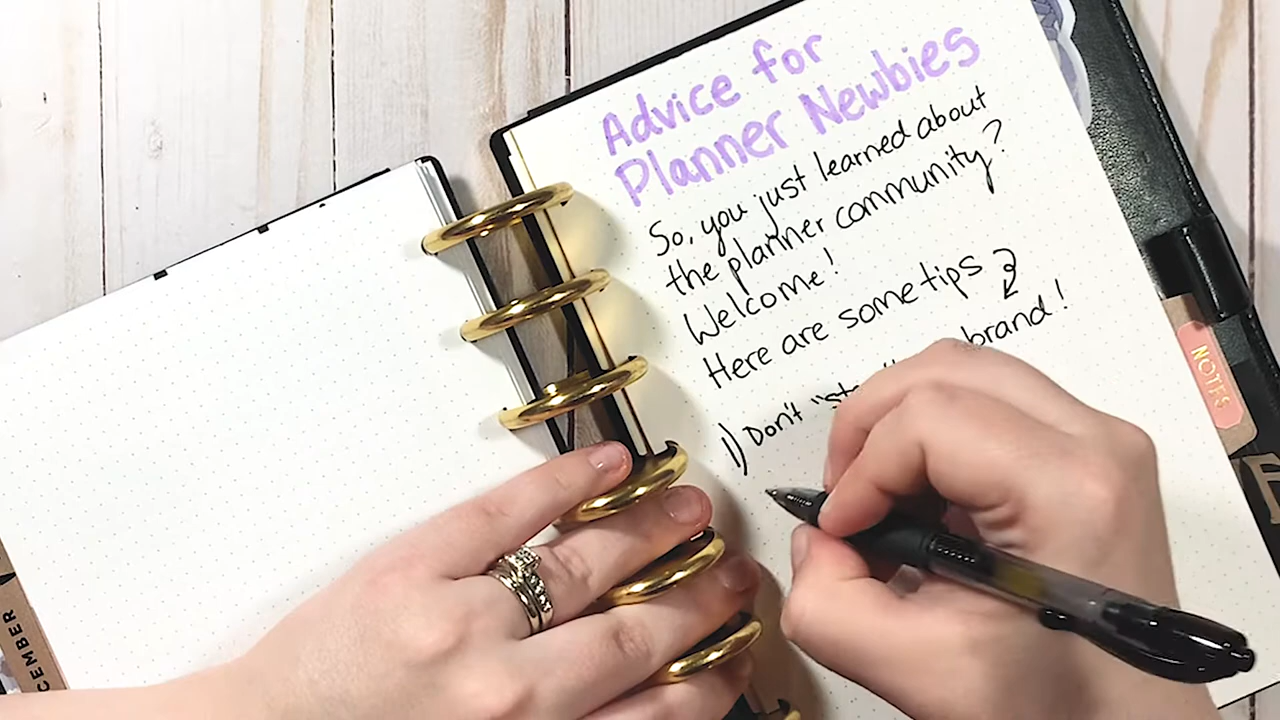 Advice for
Planner Newbies
So, you just learned about
the planner community?
Welcome!
Here are some tips
1) Don't brand!
NOTES
CEMBER